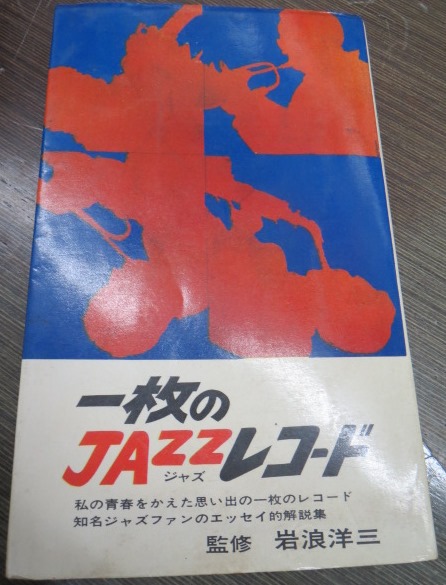 一枚の
JAZZレコード
ジャズ
私の青春をかえた思い出の一枚のレコード
知名ジャズファンのエッセイ的解説集
監修 岩浪洋三